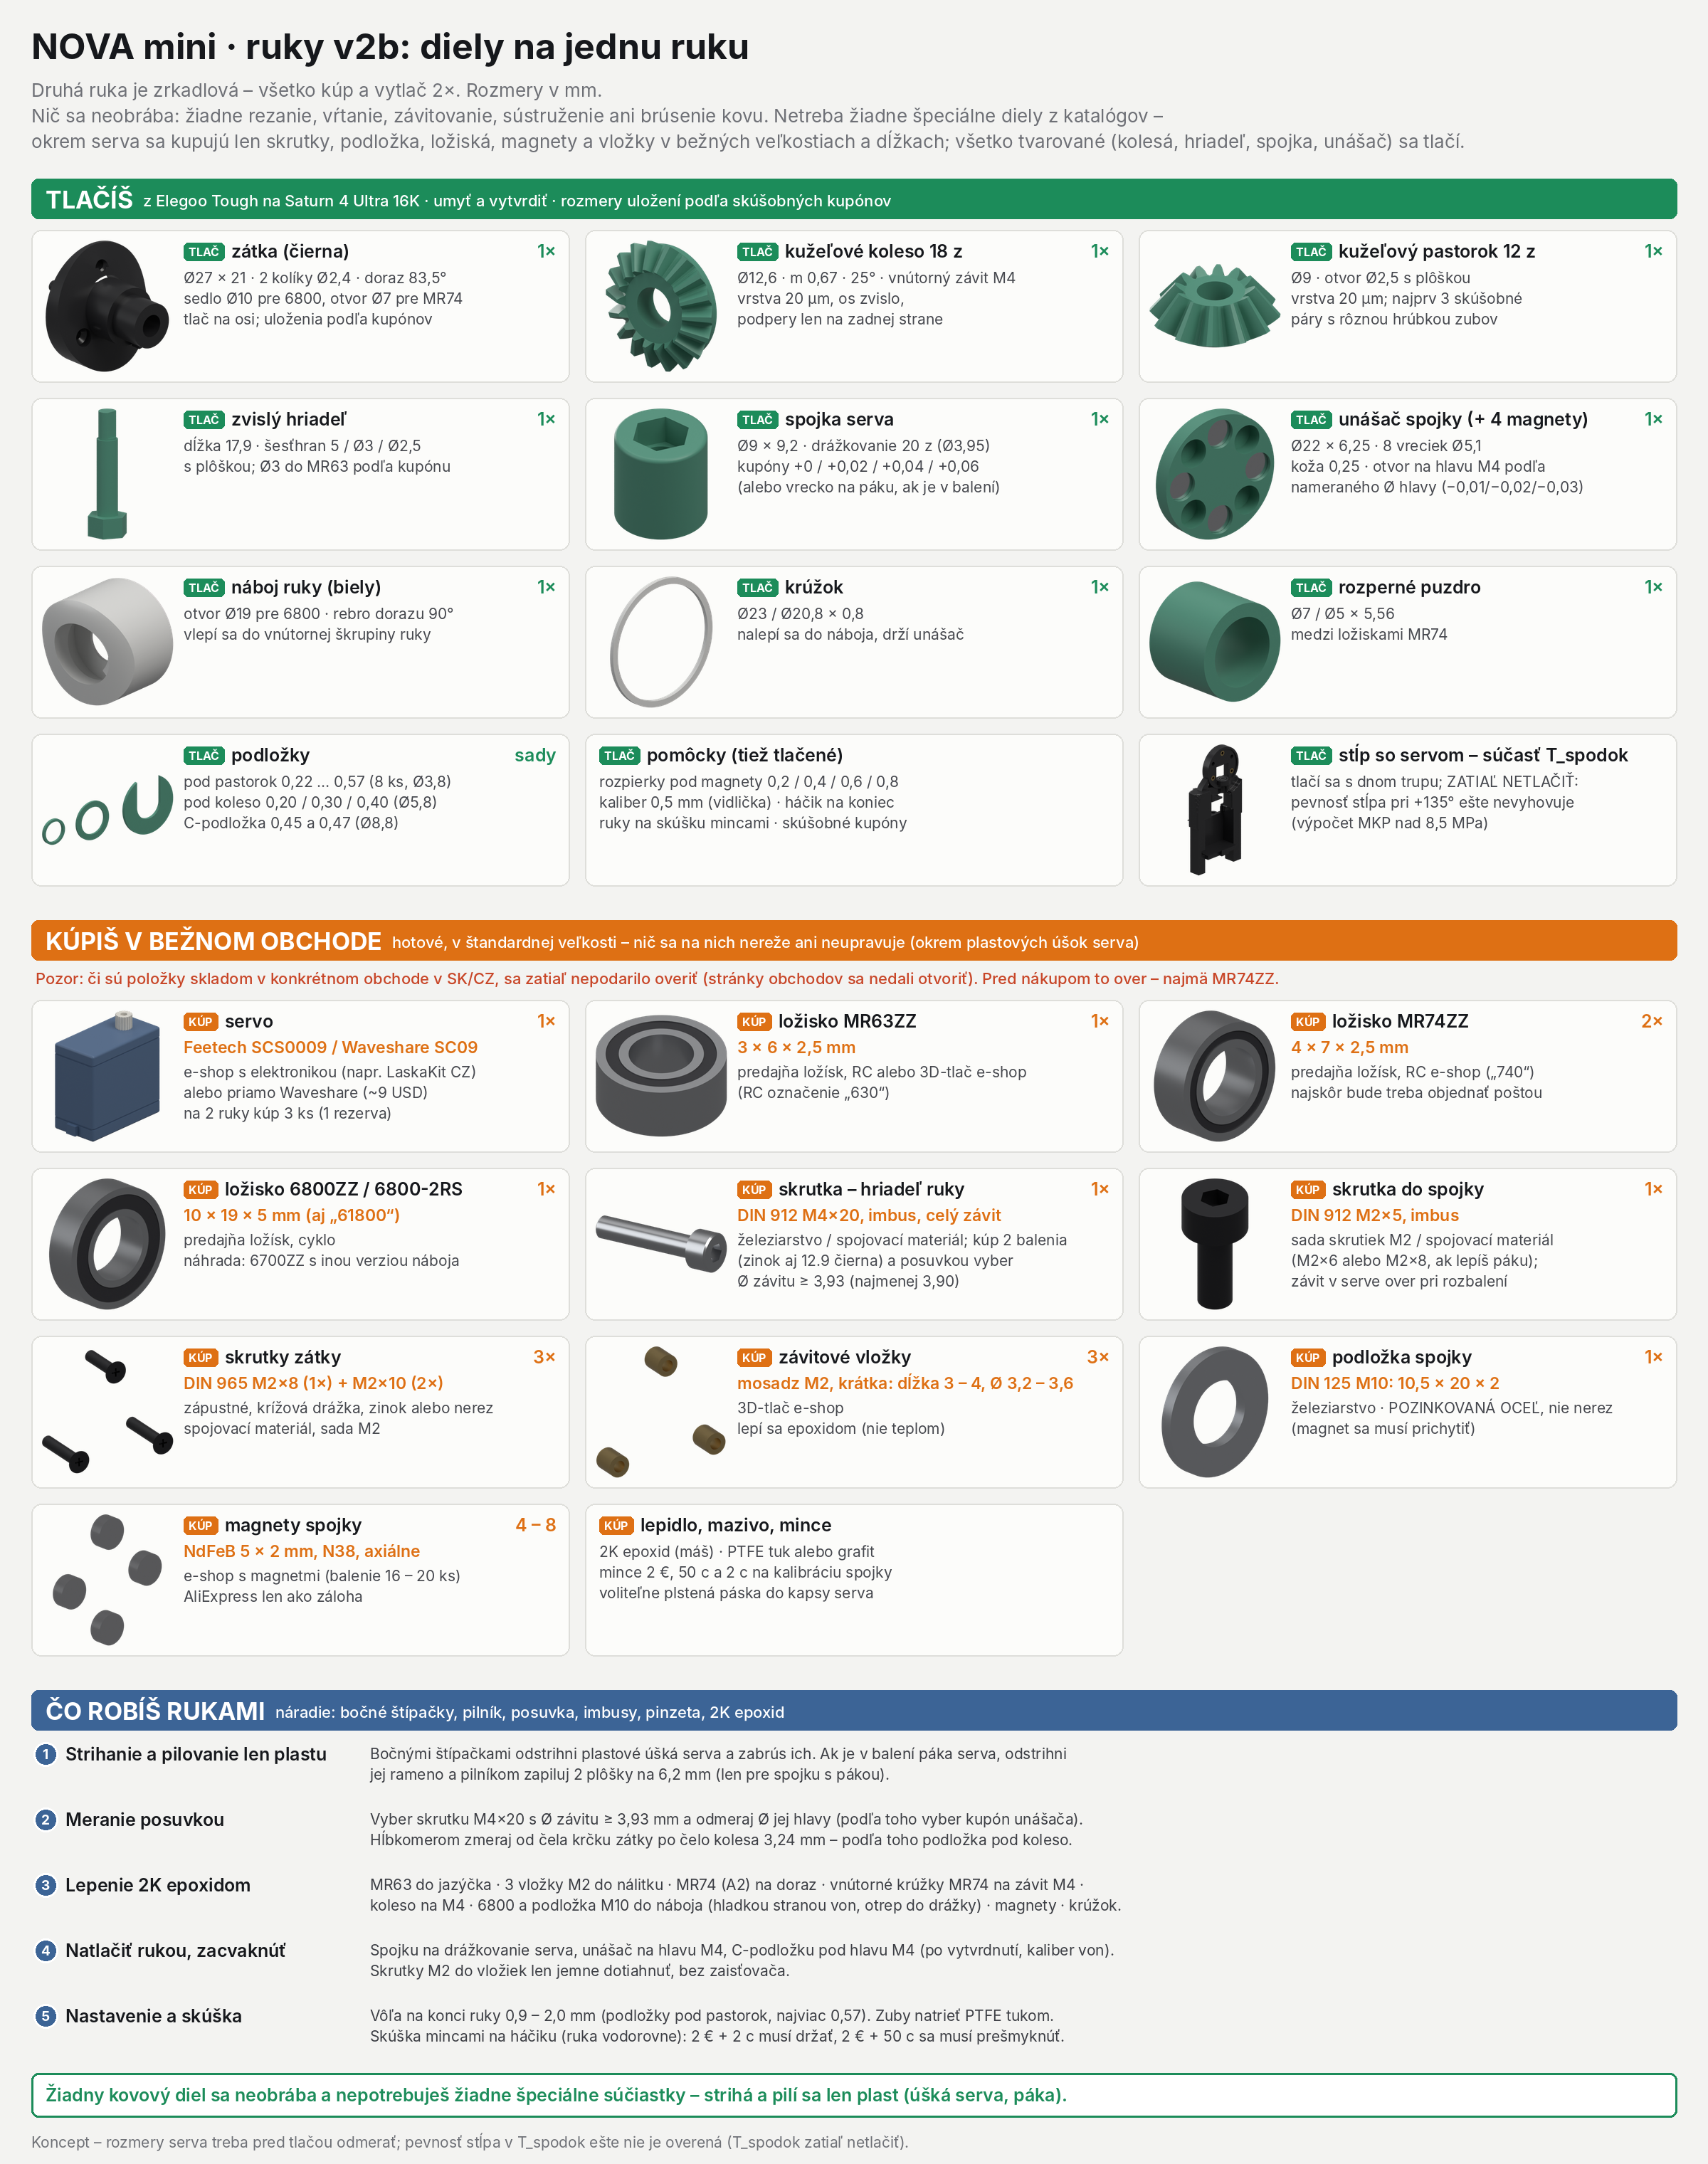 NOVA mini · ruky v2b: diely na jednu ruku
Druhá ruka je zrkadlová – všetko kúp a vytlač 2×. Rozmery v mm.
Nič sa neobrába: žiadne rezanie, vŕtanie, závitovanie, sústruženie ani brúsenie kovu. Netreba žiadne špeciálne diely z katalógov –
okrem serva sa kupujú len skrutky, podložka, ložiská, magnety a vložky v bežných veľkostiach a dĺžkach; všetko tvarované (kolesá, hriadeľ, spojka, unášač) sa tlačí.
TLAČÍŠ z Elegoo Tough na Saturn 4 Ultra 16K · umyť a vytvrdiť · rozmery uložení podľa skúšobných kupónov
TLAČ zátka (čierna) 1×
Ø27 × 21 · 2 kolíky Ø2,4 · doraz 83,5°
sedlo Ø10 pre 6800, otvor Ø7 pre MR74
tlač na osi; uloženia podľa kupónov
TLAČ kužeľové koleso 18 z 1×
Ø12,6 · m 0,67 · 25° · vnútorný závit M4
vrstva 20 µm, os zvislo,
podpery len na zadnej strane
TLAČ kužeľový pastorok 12 z 1×
Ø9 · otvor Ø2,5 s plôškou
vrstva 20 µm; najprv 3 skúšobné
páry s rôznou hrúbkou zubov
TLAČ zvislý hriadeľ 1×
dĺžka 17,9 · šesťhran 5 / Ø3 / Ø2,5
s plôškou; Ø3 do MR63 podľa kupónu
TLAČ spojka serva 1×
Ø9 × 9,2 · drážkovanie 20 z (Ø3,95)
kupóny +0 / +0,02 / +0,04 / +0,06
(alebo vrecko na páku, ak je v balení)
TLAČ unášač spojky (+ 4 magnety) 1×
Ø22 × 6,25 · 8 vreciek Ø5,1
koža 0,25 · otvor na hlavu M4 podľa
nameraného Ø hlavy (−0,01/−0,02/−0,03)
TLAČ náboj ruky (biely) 1×
otvor Ø19 pre 6800 · rebro dorazu 90°
vlepí sa do vnútornej škrupiny ruky
TLAČ krúžok 1×
Ø23 / Ø20,8 × 0,8
nalepí sa do náboja, drží unášač
TLAČ rozperné puzdro 1×
Ø7 / Ø5 × 5,56
medzi ložiskami MR74
TLAČ podložky sady
pod pastorok 0,22 … 0,57 (8 ks, Ø3,8)
pod koleso 0,20 / 0,30 / 0,40 (Ø5,8)
C-podložka 0,45 a 0,47 (Ø8,8)
TLAČ pomôcky (tiež tlačené)
rozpierky pod magnety 0,2 / 0,4 / 0,6 / 0,8
kaliber 0,5 mm (vidlička) · háčik na koniec
ruky na skúšku mincami · skúšobné kupóny
TLAČ stĺp so servom – súčasť T_spodok
tlačí sa s dnom trupu; ZATIAĽ NETLAČIŤ:
pevnosť stĺpa pri +135° ešte nevyhovuje
(výpočet MKP nad 8,5 MPa)
KÚPIŠ V BEŽNOM OBCHODE hotové, v štandardnej veľkosti – nič sa na nich nereže ani neupravuje (okrem plastových úšok serva)
Pozor: či sú položky skladom v konkrétnom obchode v SK/CZ, sa zatiaľ nepodarilo overiť (stránky obchodov sa nedali otvoriť). Pred nákupom to over – najmä MR74ZZ.
KÚP servo 1×
Feetech SCS0009 / Waveshare SC09
e-shop s elektronikou (napr. LaskaKit CZ)
alebo priamo Waveshare (~9 USD)
na 2 ruky kúp 3 ks (1 rezerva)
KÚP ložisko MR63ZZ 1×
3 × 6 × 2,5 mm
predajňa ložísk, RC alebo 3D-tlač e-shop
(RC označenie „630“)
KÚP ložisko MR74ZZ 2×
4 × 7 × 2,5 mm
predajňa ložísk, RC e-shop („740“)
najskôr bude treba objednať poštou
KÚP ložisko 6800ZZ / 6800-2RS 1×
10 × 19 × 5 mm (aj „61800“)
predajňa ložísk, cyklo
náhrada: 6700ZZ s inou verziou náboja
KÚP skrutka – hriadeľ ruky 1×
DIN 912 M4×20, imbus, celý závit
železiarstvo / spojovací materiál; kúp 2 balenia
(zinok aj 12.9 čierna) a posuvkou vyber
Ø závitu ≥ 3,93 (najmenej 3,90)
KÚP skrutka do spojky 1×
DIN 912 M2×5, imbus
sada skrutiek M2 / spojovací materiál
(M2×6 alebo M2×8, ak lepíš páku);
závit v serve over pri rozbalení
KÚP skrutky zátky 3×
DIN 965 M2×8 (1×) + M2×10 (2×)
zápustné, krížová drážka, zinok alebo nerez
spojovací materiál, sada M2
KÚP závitové vložky 3×
mosadz M2, krátka: dĺžka 3 – 4, Ø 3,2 – 3,6
3D-tlač e-shop
lepí sa epoxidom (nie teplom)
KÚP podložka spojky 1×
DIN 125 M10: 10,5 × 20 × 2
železiarstvo · POZINKOVANÁ OCEĽ, nie nerez
(magnet sa musí prichytiť)
KÚP magnety spojky 4 – 8
NdFeB 5 × 2 mm, N38, axiálne
e-shop s magnetmi (balenie 16 – 20 ks)
AliExpress len ako záloha
KÚP lepidlo, mazivo, mince
2K epoxid (máš) · PTFE tuk alebo grafit
mince 2 €, 50 c a 2 c na kalibráciu spojky
voliteľne plstená páska do kapsy serva
ČO ROBÍŠ RUKAMI náradie: bočné štípačky, pilník, posuvka, imbusy, pinzeta, 2K epoxid
1 Strihanie a pilovanie len plastu
Bočnými štípačkami odstrihni plastové úšká serva a zabrús ich. Ak je v balení páka serva, odstrihni
jej rameno a pilníkom zapiluj 2 plôšky na 6,2 mm (len pre spojku s pákou).
2 Meranie posuvkou
Vyber skrutku M4×20 s Ø závitu ≥ 3,93 mm a odmeraj Ø jej hlavy (podľa toho vyber kupón unášača).
Hĺbkomerom zmeraj od čela krčku zátky po čelo kolesa 3,24 mm – podľa toho podložka pod koleso.
3 Lepenie 2K epoxidom
MR63 do jazýčka · 3 vložky M2 do nálitku · MR74 (A2) na doraz · vnútorné krúžky MR74 na závit M4 ·
koleso na M4 · 6800 a podložka M10 do náboja (hladkou stranou von, otrep do drážky) · magnety · krúžok.
4 Natlačiť rukou, zacvaknúť
Spojku na drážkovanie serva, unášač na hlavu M4, C-podložku pod hlavu M4 (po vytvrdnutí, kaliber von).
Skrutky M2 do vložiek len jemne dotiahnuť, bez zaisťovača.
5 Nastavenie a skúška
Vôľa na konci ruky 0,9 – 2,0 mm (podložky pod pastorok, najviac 0,57). Zuby natrieť PTFE tukom.
Skúška mincami na háčiku (ruka vodorovne): 2 € + 2 c musí držať, 2 € + 50 c sa musí prešmyknúť.
Žiadny kovový diel sa neobrába a nepotrebuješ žiadne špeciálne súčiastky – strihá a pilí sa len plast (úšká serva, páka).
Koncept – rozmery serva treba pred tlačou odmerať; pevnosť stĺpa v T_spodok ešte nie je overená (T_spodok zatiaľ netlačiť).